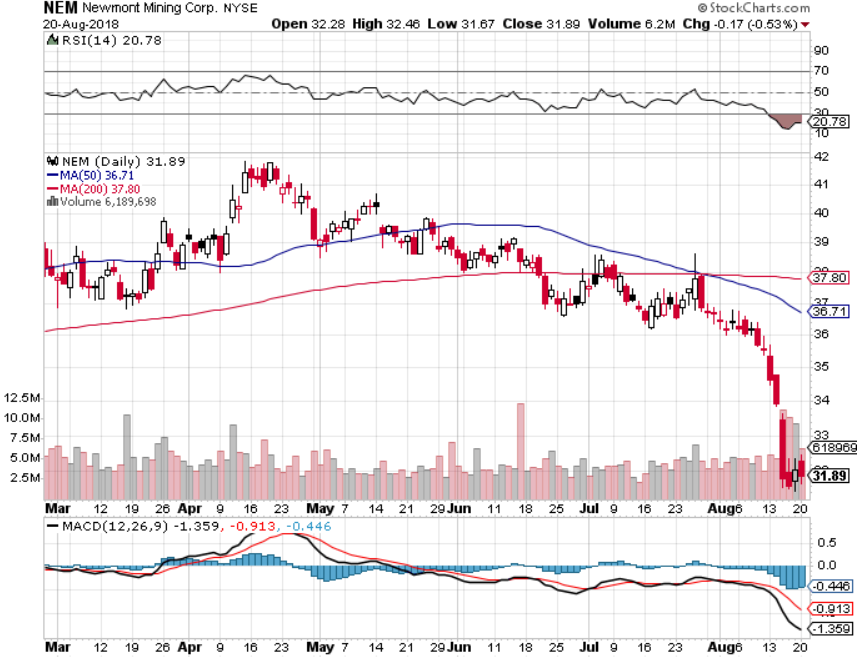 NEM Newmont Mining Corp. NYSE
© StockCharts.com
20-Aug-2018
Open 32.28 High 32.46 Low 31.67 Close 31.89 Volume 6.2M Chg -0.17 (-0.53%)
RSI(14) 20.78
90
70
50
30
20.78
10
NEM (Daily) 31.89
MA(50) 36.71
MA(200) 37.80
Volume 6,189,698
42
41
40
39
38
37.80
37
36.71
36
35
34
33
618969
31.89
12.5M
10.0M
7.5M
5.0M
2.5M
Mar 12 19 26 Apr 9 16 23 May 7 14 21 29 Jun 11 18 25 Jul 9 16 23 Aug 6 13 20
MACD(12,26,9) -1.359, -0.913, -0.446
0.5
0.0
-0.446
-0.913
-1.359
Mar 12 19 26 Apr 9 16 23 May 7 14 21 29 Jun 11 18 25 Jul 9 16 23 Aug 6 13 20